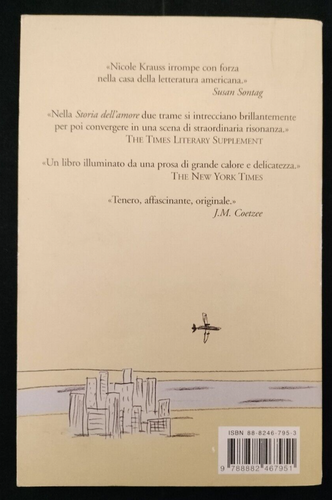 «Nicole Krauss irrompe con forza
nella casa della letteratura americana.»
Susan Sontag
«Nella Storia dell'amore due trame si intrecciano brillantemente
per poi convergere in una scena di straordinaria risonanza.»
THE TIMES LITERARY SUPPLEMENT
«Un libro illuminato da una prosa di grande calore e delicatezza.»
THE NEW YORK TIMES
«Tenero, affascinante, originale.»
J.M. Coetzee
ISBN 88-8246-795-3
9 788882 467951